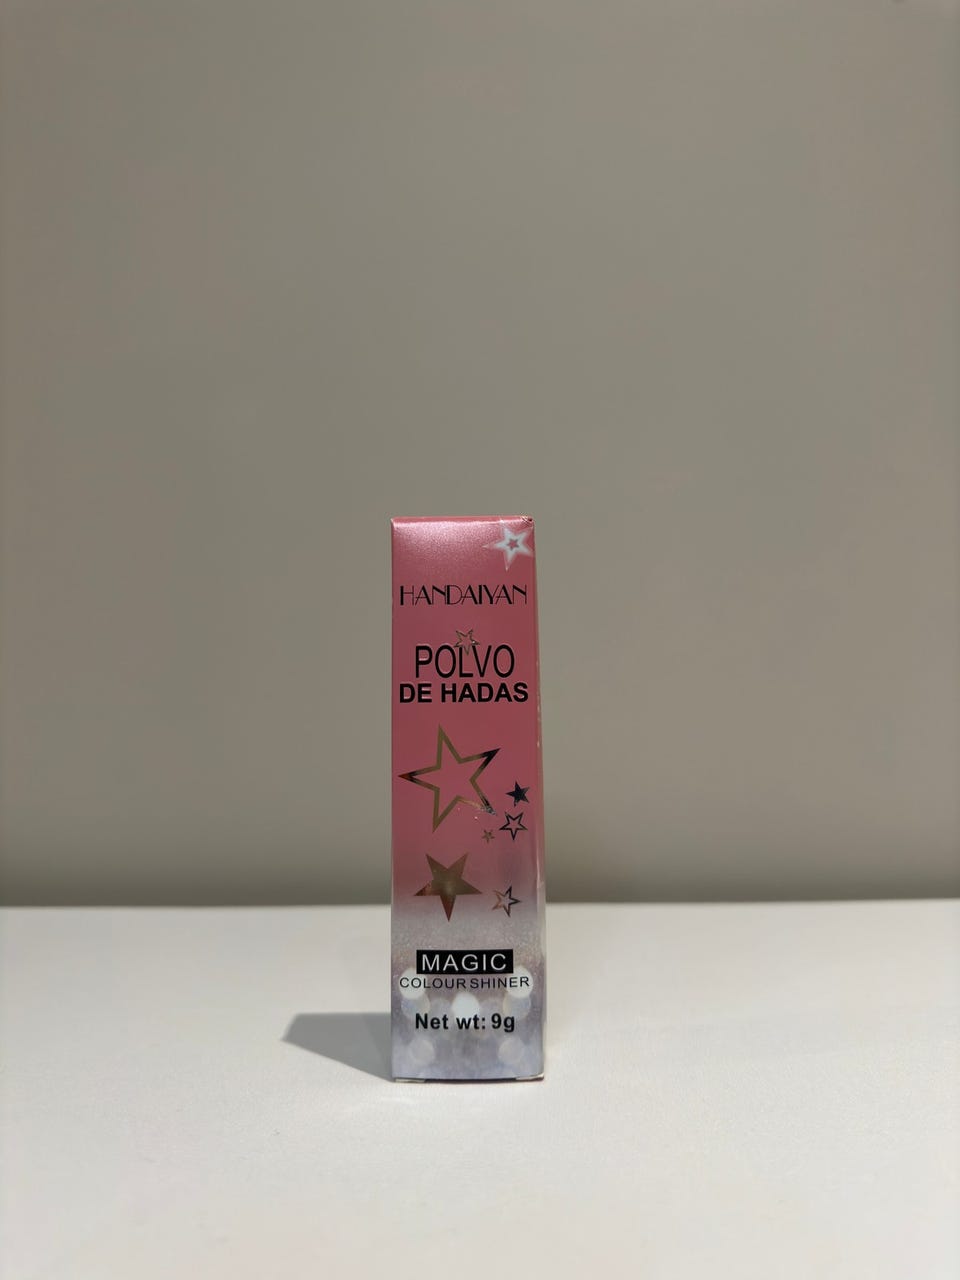 HANDAIYAN
POLVO
DE HADAS
MAGIC
COLOUR SHINER
Net wt: 9g